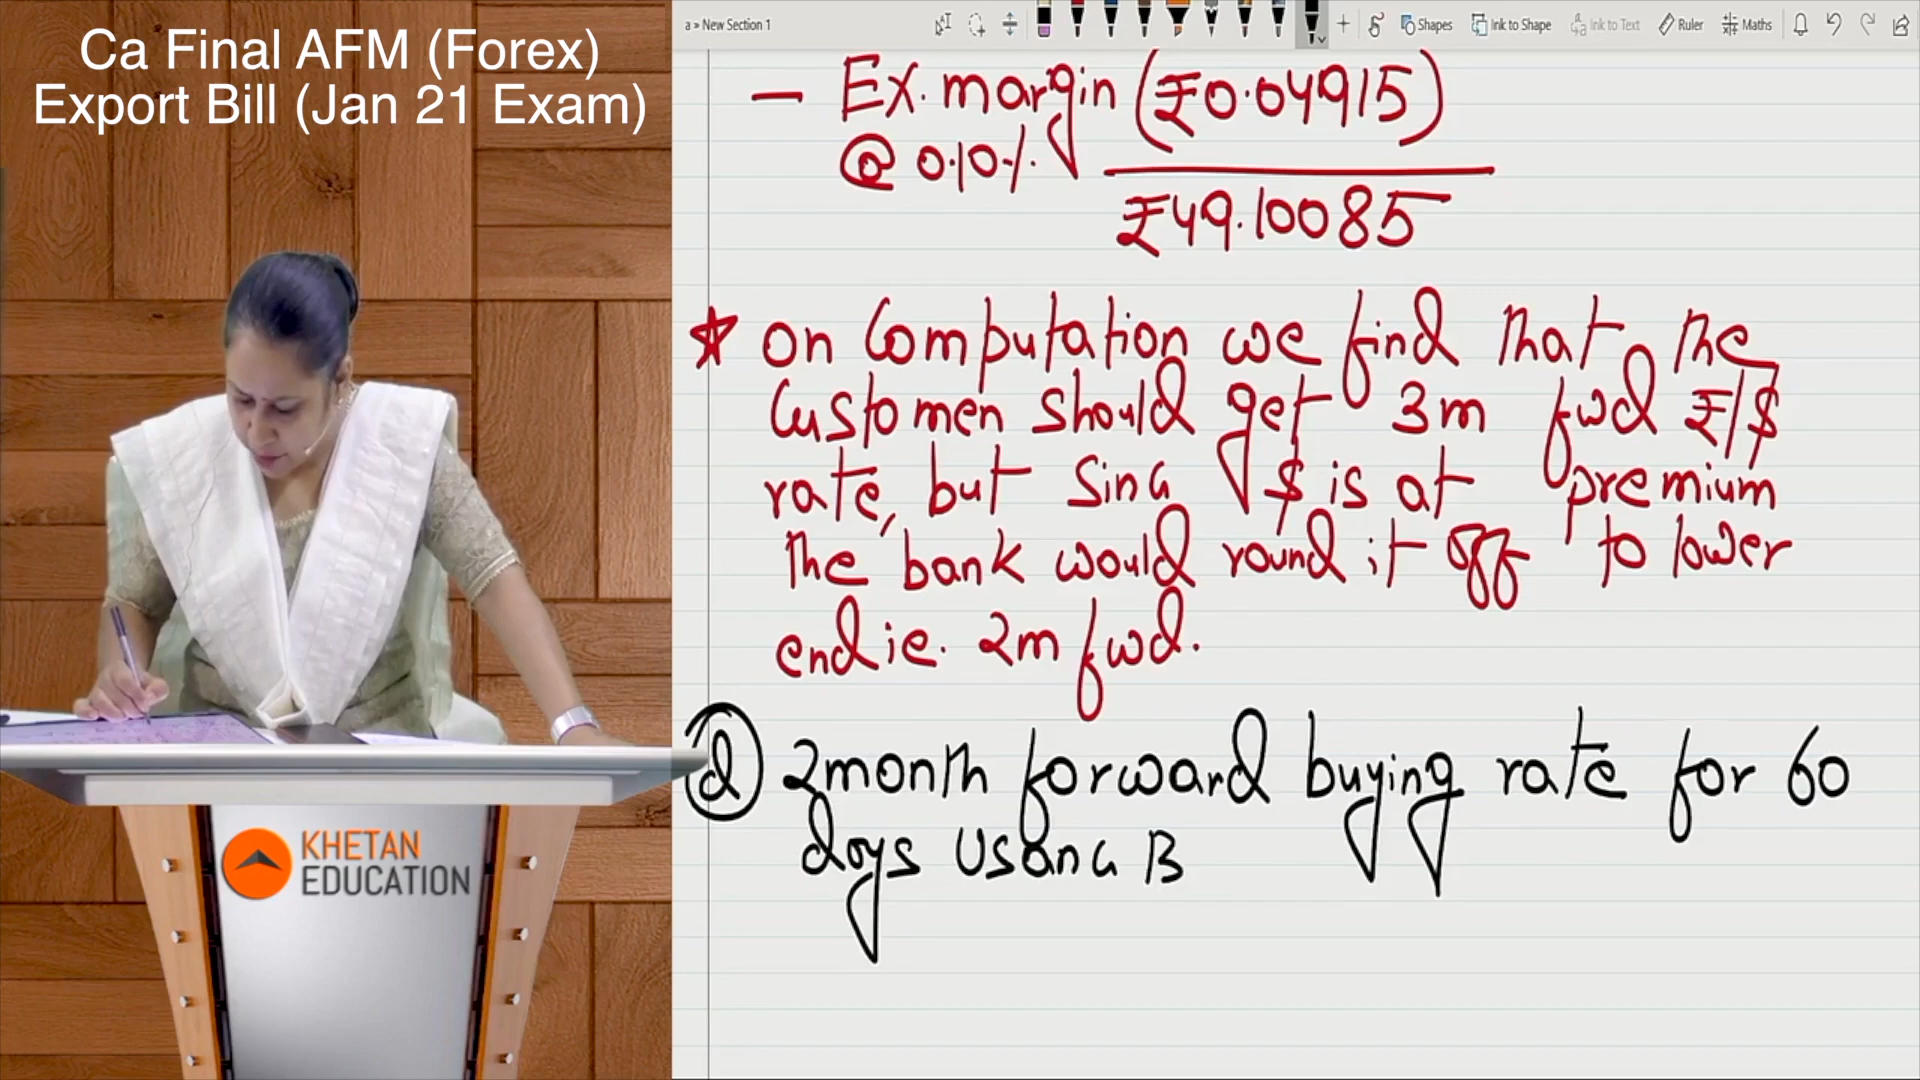 Ca Final AFM (Forex)
Export Bill (Jan 21 Exam)
a » New Section 1
Shapes
Ink to Shape
Ink to Text
Ruler
Maths
- Ex. margin (₹0.04915)
@ 0.10%
₹49.10085
★ on Computation we find that the
Customer should get 3m fwd ₹/$
rate, but Since $ is at premium
the bank would round it off to lower
end ie. 2m fwd.
d 2month forward buying rate for 60
days Usance B
KHETAN
EDUCATION